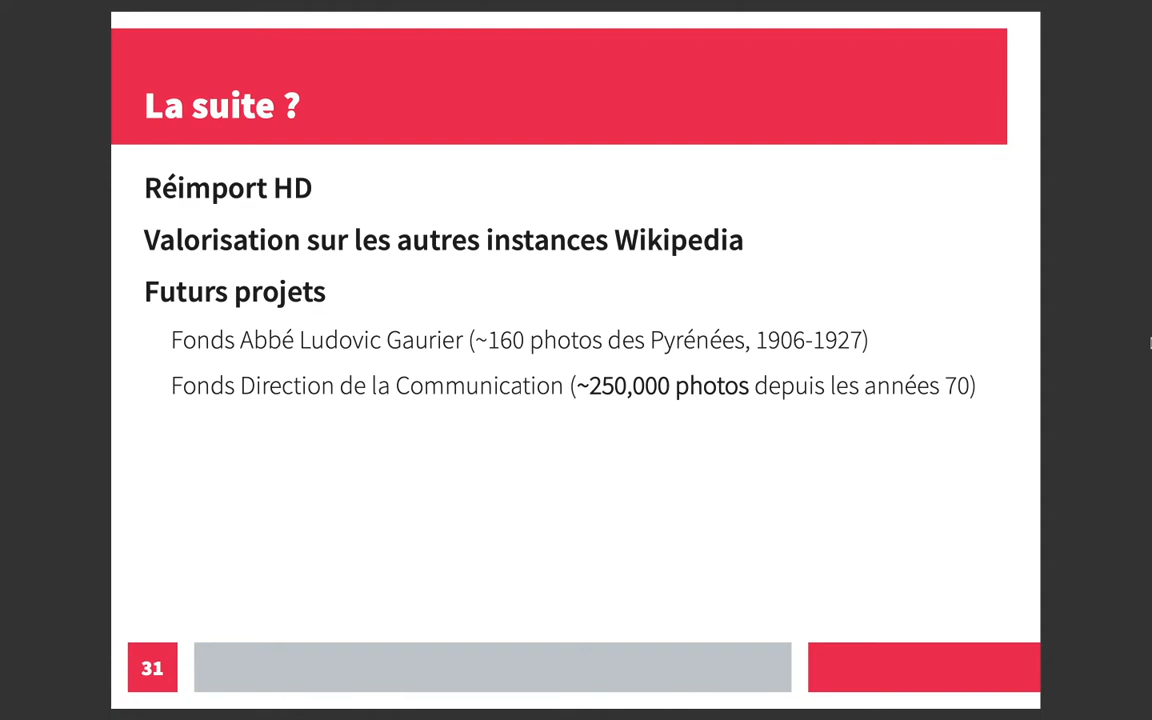 La suite ?
Réimport HD
Valorisation sur les autres instances Wikipedia
Futurs projets
Fonds Abbé Ludovic Gaurier (~160 photos des Pyrénées, 1906-1927)
Fonds Direction de la Communication (~250,000 photos depuis les années 70)
31